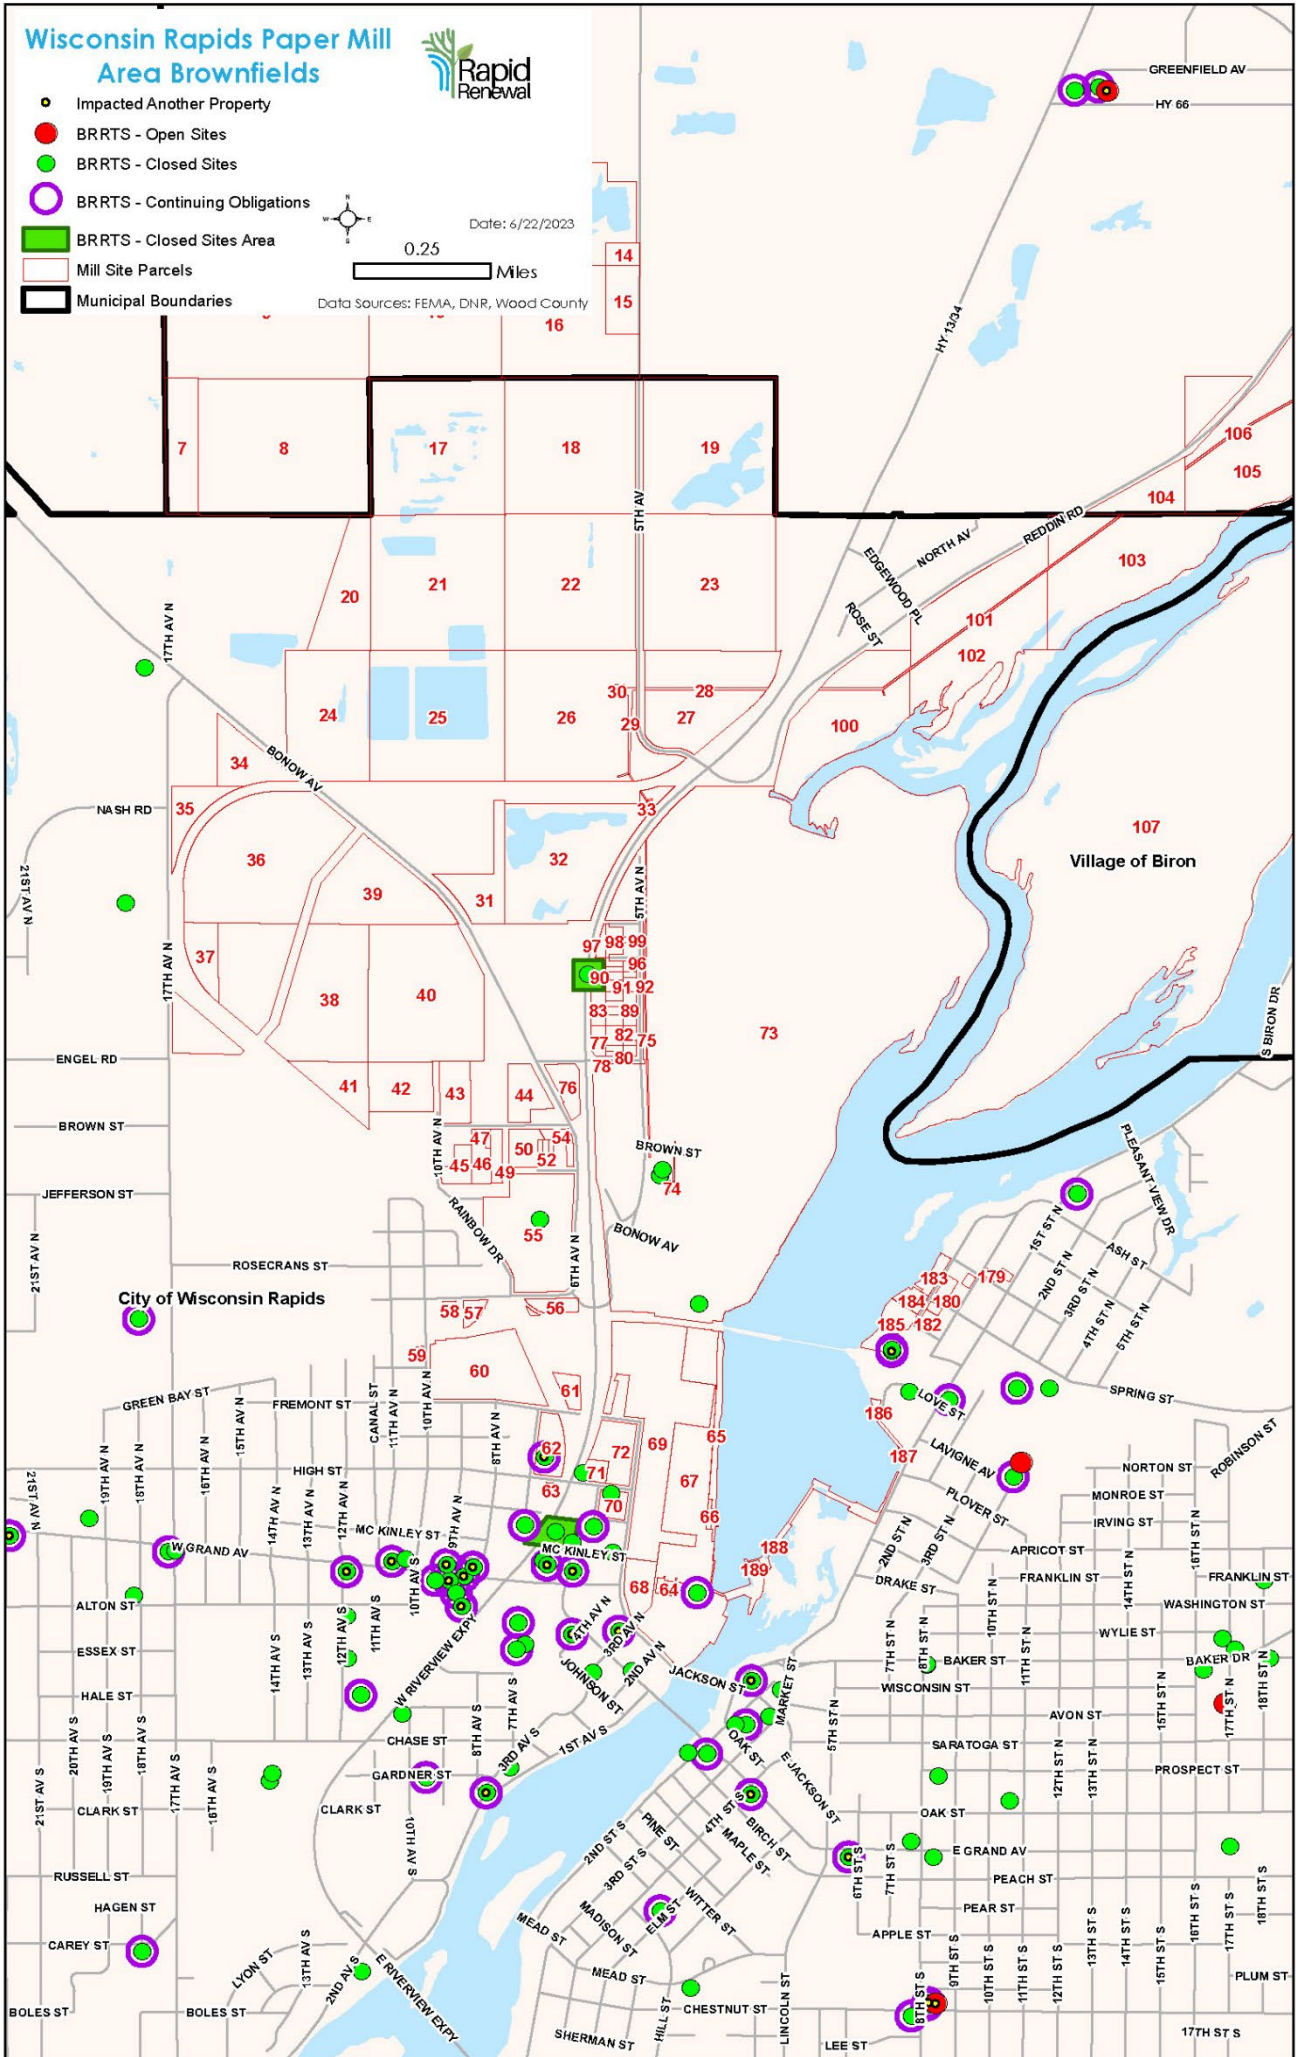 Wisconsin Rapids Paper Mill
Area Brownfields
Rapid
Renewal
Impacted Another Property
BRRTS - Open Sites
BRRTS - Closed Sites
BRRTS - Continuing Obligations
N
W
E
S
Date: 6/22/2023
BRRTS - Closed Sites Area
0.25
Miles
Mill Site Parcels
Municipal Boundaries
Data Sources: FEMA, DNR, Wood County
GREENFIELD AV
HY 66
14
15
16
HY 13/34
7
8
17
18
19
106
105
104
5TH AV
REDDIN RD
NORTH AV
EDGEWOOD PL
ROSE ST
103
20
21
22
23
101
102
17TH AV N
30
28
24
25
26
29
27
100
34
BONOW AV
35
NASH RD
33
107
Village of Biron
36
32
39
31
21ST AV N
5TH AV N
97
98
99
37
96
90
91
92
17TH AV N
38
40
83
89
73
82
77
75
80
78
S BIRON DR
ENGEL RD
41
42
43
44
76
BROWN ST
10TH AV N
47
50
54
45
46
49
52
BROWN ST
74
PLEASANT VIEW DR
JEFFERSON ST
RAINBOW DR
55
BONOW AV
6TH AV N
21ST AV N
ROSECRANS ST
1ST ST N
ASH ST
2ND ST N
3RD ST N
4TH ST N
5TH ST N
183
179
184
180
185
182
City of Wisconsin Rapids
58
57
56
59
60
61
GREEN BAY ST
FREMONT ST
CANAL ST
11TH AV N
10TH AV N
LOVE ST
SPRING ST
186
187
19TH AV N
18TH AV N
16TH AV N
15TH AV N
14TH AV N
13TH AV N
12TH AV N
8TH AV N
9TH AV N
62
72
69
65
71
67
63
70
66
HIGH ST
21ST AV N
LAVIGNE AV
PLOVER ST
NORTON ST
ROBINSON ST
MONROE ST
IRVING ST
MC KINLEY ST
W GRAND AV
MC KINLEY ST
188
189
2ND ST N
3RD ST N
APRICOT ST
16TH ST N
FRANKLIN ST
FRANKLIN ST
DRAKE ST
14TH ST N
68
64
ALTON ST
10TH AV S
WASHINGTON ST
10TH ST N
WYLIE ST
ESSEX ST
14TH AV S
13TH AV S
12TH AV S
11TH AV S
W RIVERVIEW EXPY
4TH AV N
3RD AV N
2ND AV N
JOHNSON ST
JACKSON ST
MARKET ST
7TH ST N
8TH ST N
BAKER ST
11TH ST N
BAKER DR
HALE ST
WISCONSIN ST
15TH ST N
17TH ST N
18TH ST N
AVON ST
5TH ST N
20TH AV S
19TH AV S
18TH AV S
17TH AV S
16TH AV S
21ST AV S
CHASE ST
8TH AV S
7TH AV S
3RD AV S
1ST AV S
OAK ST
E JACKSON ST
SARATOGA ST
12TH ST N
13TH ST N
PROSPECT ST
GARDNER ST
CLARK ST
CLARK ST
10TH AV S
4TH ST S
BIRCH ST
PINE ST
MAPLE ST
2ND ST S
3RD ST S
OAK ST
E GRAND AV
6TH ST S
7TH ST S
PEACH ST
RUSSELL ST
HAGEN ST
ELM ST
WITTER ST
MADISON ST
MEAD ST
PEAR ST
16TH ST S
17TH ST S
18TH ST S
CAREY ST
APPLE ST
9TH ST S
10TH ST S
11TH ST S
12TH ST S
13TH ST S
14TH ST S
15TH ST S
13TH AV S
2ND AV S
LYON ST
E RIVERVIEW EXPY
MEAD ST
PLUM ST
BOLES ST
BOLES ST
CHESTNUT ST
HILL ST
LINCOLN ST
8TH ST S
SHERMAN ST
LEE ST
17TH ST S